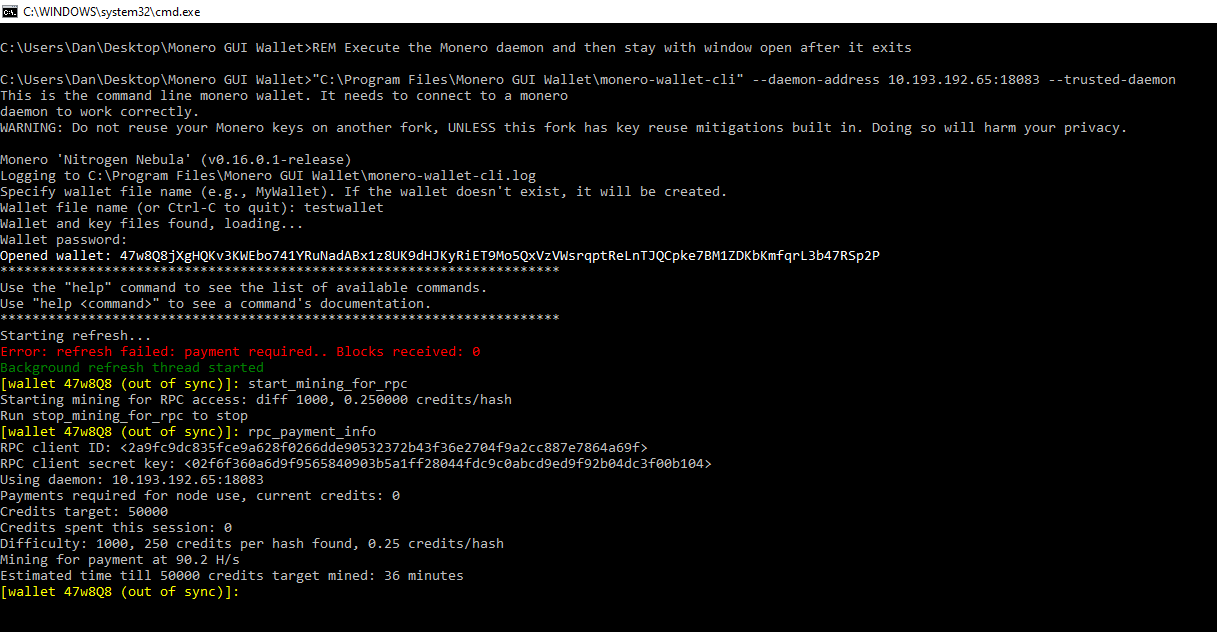 C:\WINDOWS\system32\cmd.exe
C:\Users\Dan\Desktop\Monero GUI Wallet>REM Execute the Monero daemon and then stay with window open after it exits
C:\Users\Dan\Desktop\Monero GUI Wallet>"C:\Program Files\Monero GUI Wallet\monero-wallet-cli" --daemon-address 10.193.192.65:18083 --trusted-daemon
This is the command line monero wallet. It needs to connect to a monero
daemon to work correctly.
WARNING: Do not reuse your Monero keys on another fork, UNLESS this fork has key reuse mitigations built in. Doing so will harm your privacy.
Monero 'Nitrogen Nebula' (v0.16.0.1-release)
Logging to C:\Program Files\Monero GUI Wallet\monero-wallet-cli.log
Specify wallet file name (e.g., MyWallet). If the wallet doesn't exist, it will be created.
Wallet file name (or Ctrl-C to quit): testwallet
Wallet and key files found, loading...
Wallet password:
Opened wallet: 47w8Q8jXgHQKv3KWEbo741YRuNadABx1z8UK9dHJKyRiET9Mo5QxVzVWsrqptReLnTJQCpke7BM1ZDKbKmfqrL3b47RSp2P
**********************************************************************
Use the "help" command to see the list of available commands.
Use "help <command>" to see a command's documentation.
**********************************************************************
Starting refresh...
Error: refresh failed: payment required.. Blocks received: 0
Background refresh thread started
[wallet 47w8Q8 (out of sync)]: start_mining_for_rpc
Starting mining for RPC access: diff 1000, 0.250000 credits/hash
Run stop_mining_for_rpc to stop
[wallet 47w8Q8 (out of sync)]: rpc_payment_info
RPC client ID: <2a9fc9dc835fce9a628f0266dde90532372b43f36e2704f9a2cc887e7864a69f>
RPC client secret key: <02f6f360a6d9f9565840903b5a1ff28044fdc9c0abcd9ed9f92b04dc3f00b104>
Using daemon: 10.193.192.65:18083
Payments required for node use, current credits: 0
Credits target: 50000
Credits spent this session: 0
Difficulty: 1000, 250 credits per hash found, 0.25 credits/hash
Mining for payment at 90.2 H/s
Estimated time till 50000 credits target mined: 36 minutes
[wallet 47w8Q8 (out of sync)]: